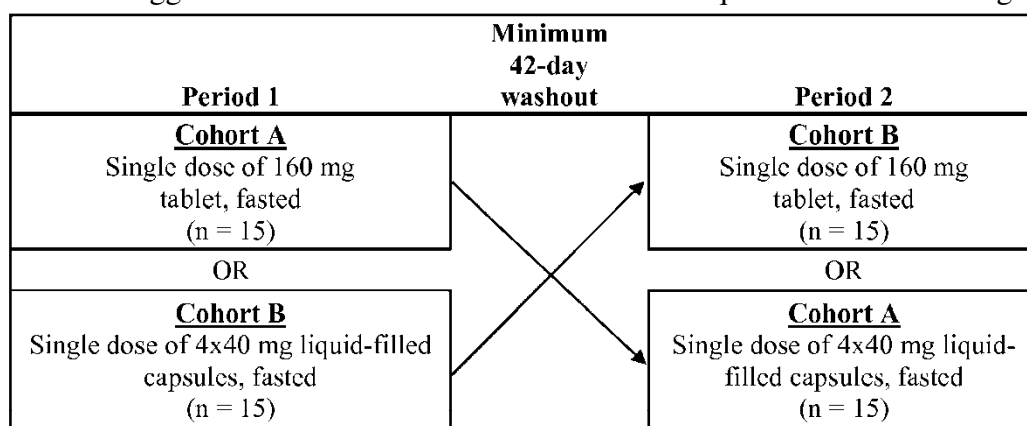 Minimum
42-day
Period 1 washout Period 2
Cohort A
Single dose of 160 mg
tablet, fasted
(n = 15)
Cohort B
Single dose of 160 mg
tablet, fasted
(n = 15)
OR
OR
Cohort B
Single dose of 4x40 mg liquid-filled
capsules, fasted
(n = 15)
Cohort A
Single dose of 4x40 mg liquid-
filled capsules, fasted
(n = 15)